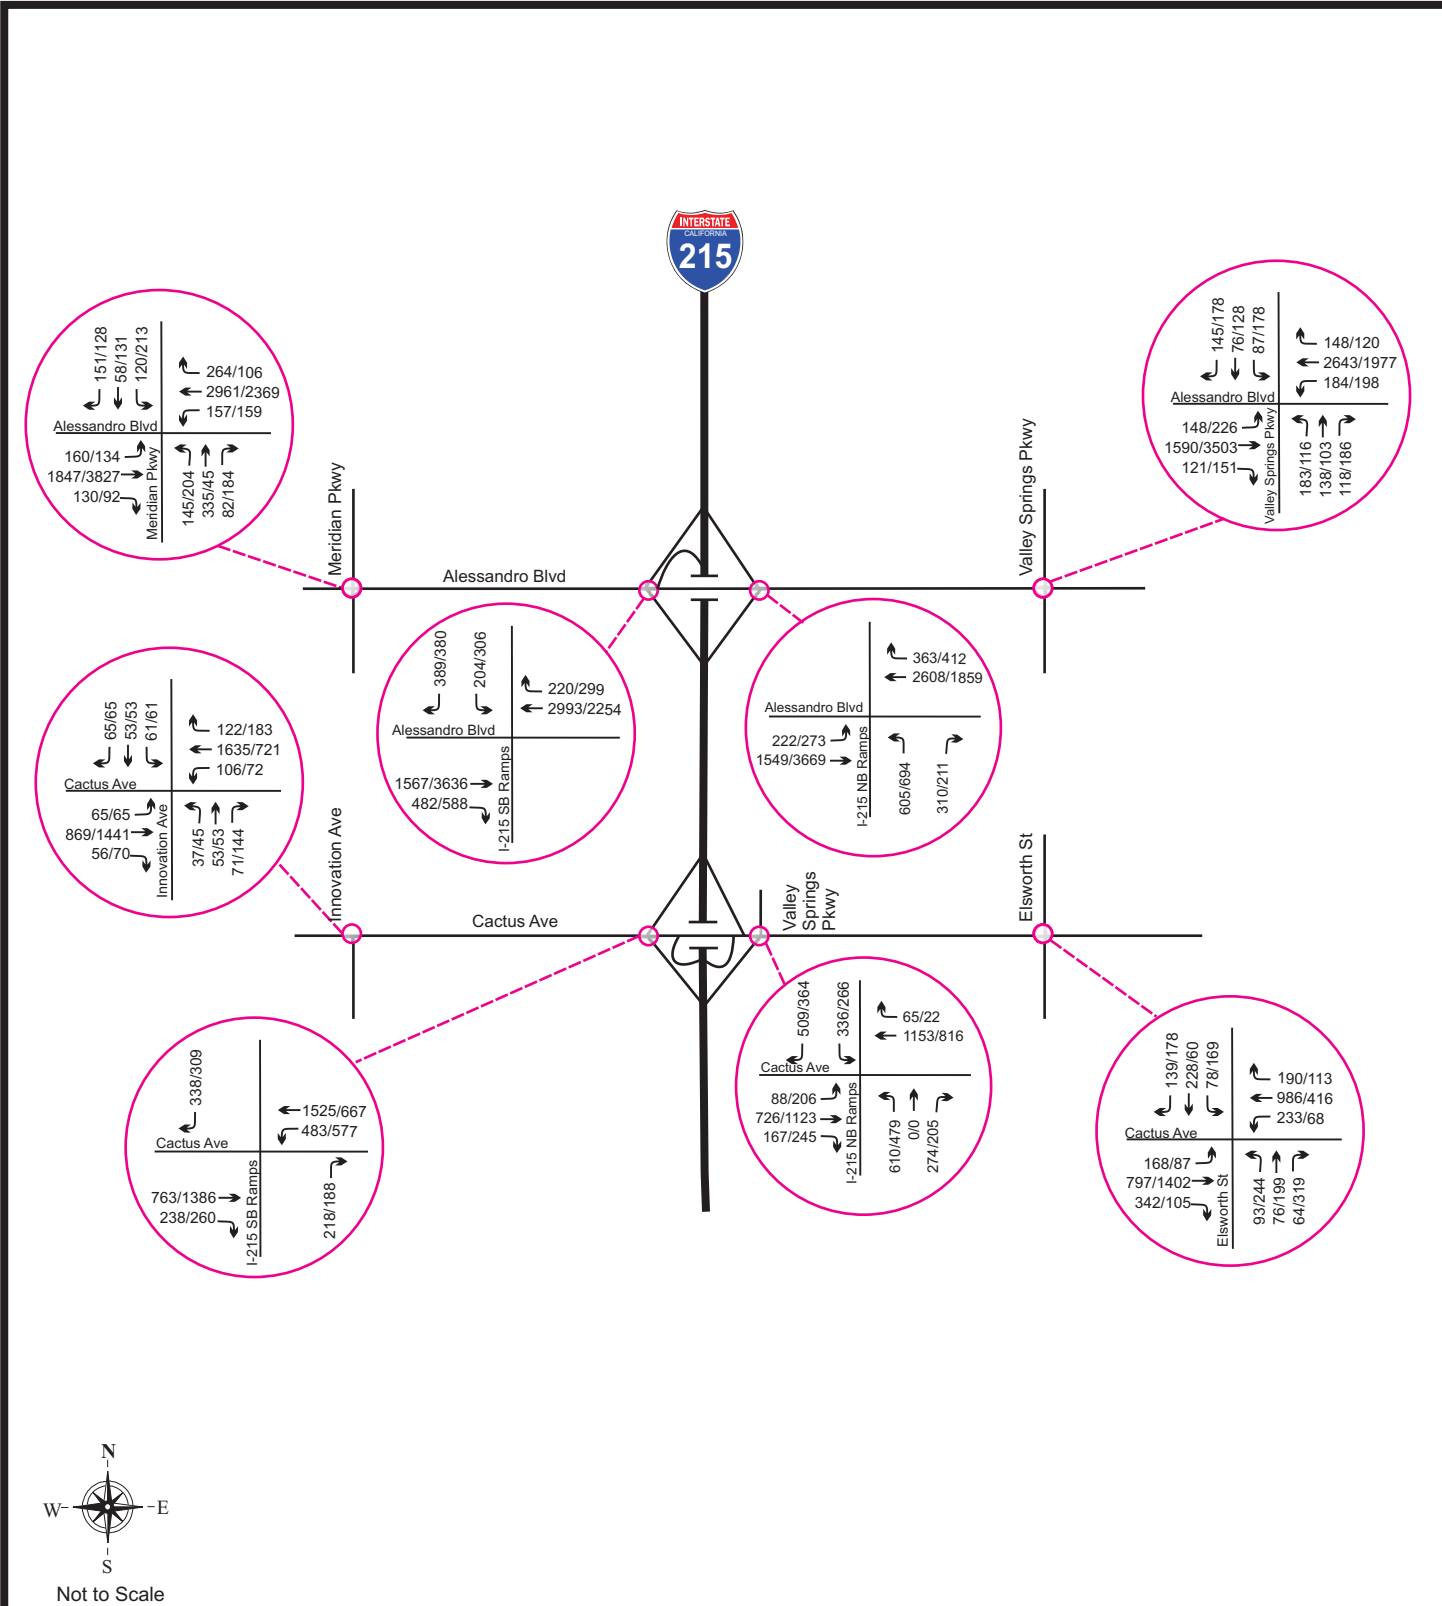 INTERSTATE
CALIFORNIA
215
151/128
58/131
120/213
264/106
2961/2369
157/159
Alessandro Blvd
160/134
1847/3827
130/92
Meridian Pkwy
145/204
335/45
82/184
145/178
76/128
87/178
148/120
2643/1977
184/198
Alessandro Blvd
148/226
1590/3503
121/151
Valley Springs Pkwy
183/116
138/103
118/186
Meridian Pkwy
Alessandro Blvd
Valley Springs Pkwy
389/380
204/306
220/299
2993/2254
Alessandro Blvd
1567/3636
482/588
I-215 SB Ramps
363/412
2608/1859
Alessandro Blvd
222/273
1549/3669
I-215 NB Ramps
605/694
310/211
65/65
53/53
61/61
122/183
1635/721
106/72
Cactus Ave
65/65
869/1441
56/70
Innovation Ave
37/45
53/53
71/144
Innovation Ave
Cactus Ave
Valley
Springs
Pkwy
Elsworth St
338/309
1525/667
483/577
Cactus Ave
763/1386
238/260
I-215 SB Ramps
218/188
509/364
336/266
65/22
1153/816
Cactus Ave
88/206
726/1123
167/245
I-215 NB Ramps
610/479
0/0
274/205
139/178
228/60
78/169
190/113
986/416
233/68
Cactus Ave
168/87
797/1402
342/105
Elsworth St
93/244
76/199
64/319
N
W
E
S
Not to Scale